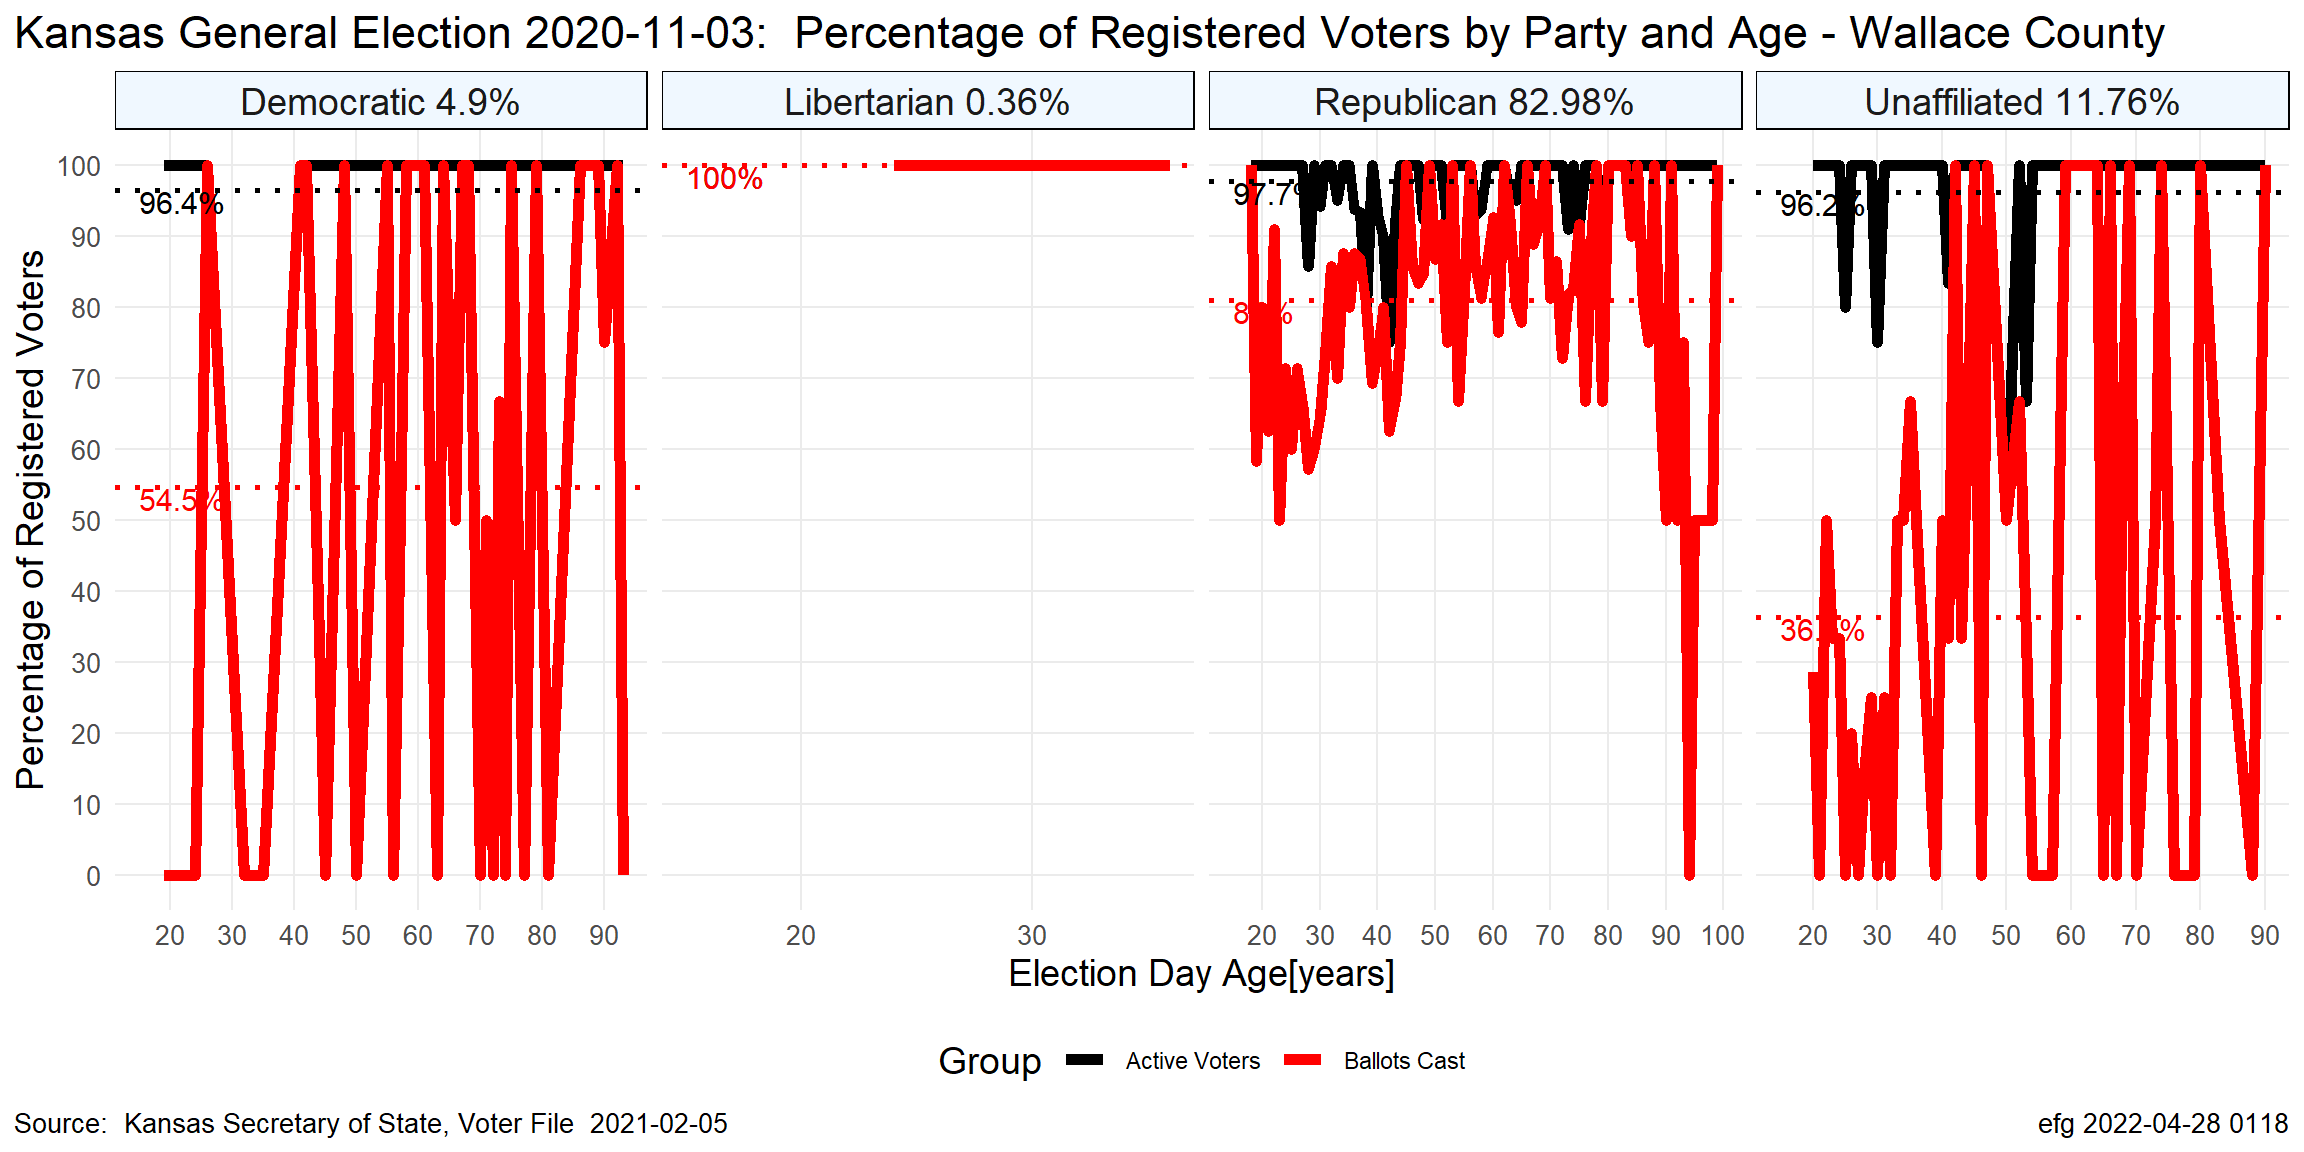 Kansas General Election 2020-11-03:  Percentage of Registered Voters by Party and Age - Wallace County
Democratic 4.9%
Libertarian 0.36%
Republican 82.98%
Unaffiliated 11.76%
Percentage of Registered Voters
100
90
80
70
60
50
40
30
20
10
0
96.4%
54.5%
100%
97.7%
96.2%
20 30 40 50 60 70 80 90
20 30
20 30 40 50 60 70 80 90 100
20 30 40 50 60 70 80 90
Election Day Age[years]
Group Active Voters Ballots Cast
Source:  Kansas Secretary of State, Voter File  2021-02-05
efg 2022-04-28 0118